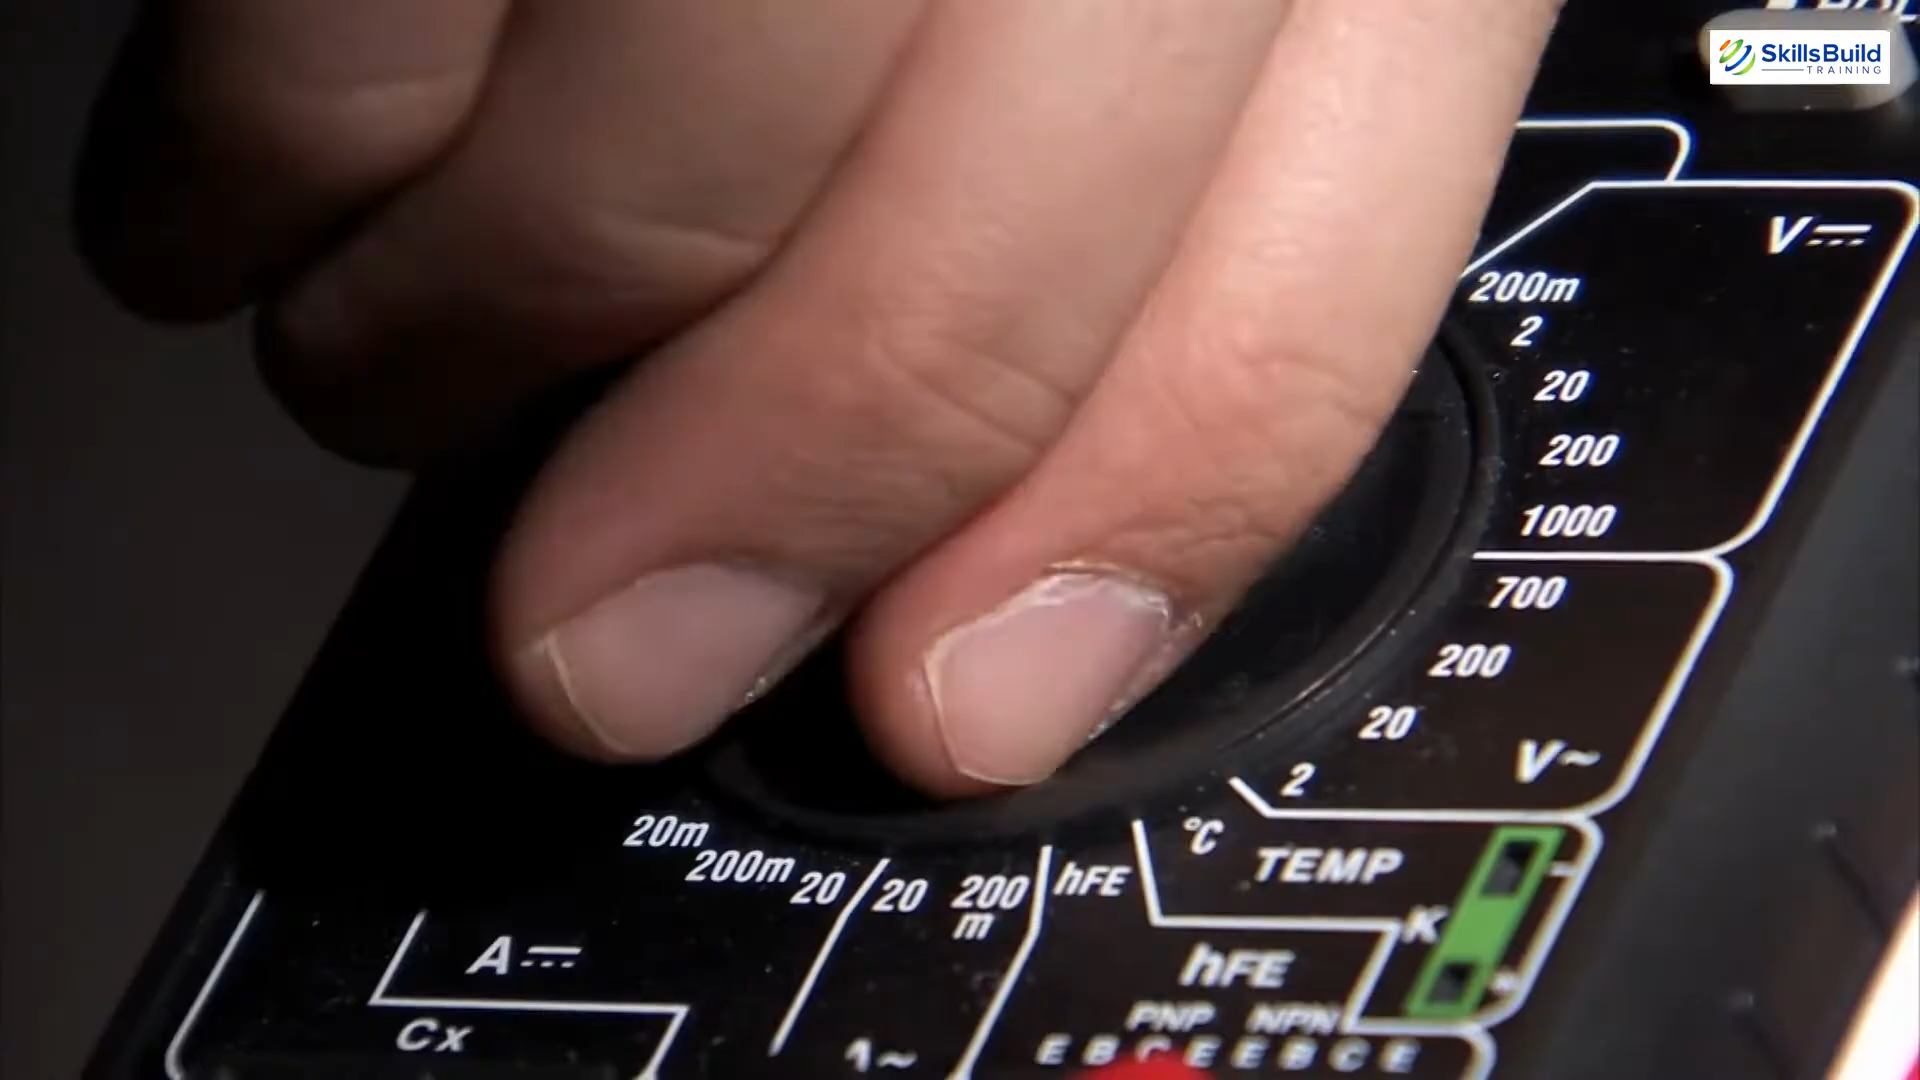 SkillsBuild
TRAINING
V
200m
2
20
200
1000
700
200
20
V~
2
°C
TEMP
20m
200m
20
20
200
m
hFE
K
A
hFE
Cx
PNP NPN
E B C E E B C E